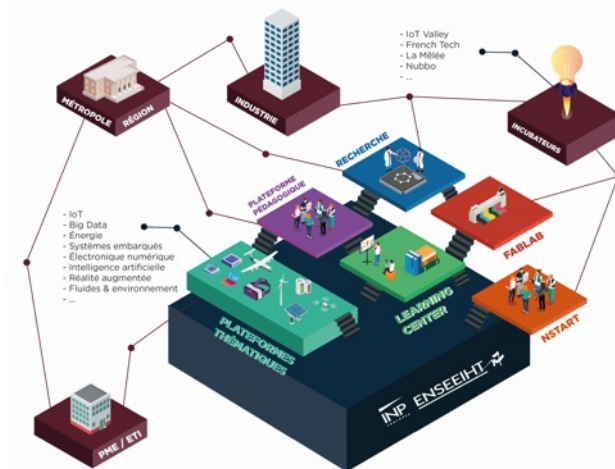 - IoT Valley
- French Tech
- La Mêlée
- Nubbo
- ...
MÉTROPOLE
RÉGION
INDUSTRIE
INCUBATEURS
RECHERCHE
PLATEFORME
PÉDAGOGIQUE
- IoT
- Big Data
- Énergie
- Systèmes embarqués
- Électronique numérique
- Intelligence artificielle
- Réalité augmentée
- Fluides & environnement
- ...
FABLAB
LEARNING
CENTER
NSTART
PLATEFORMES
THÉMATIQUES
INP ENSEEIHT
PME / ETI